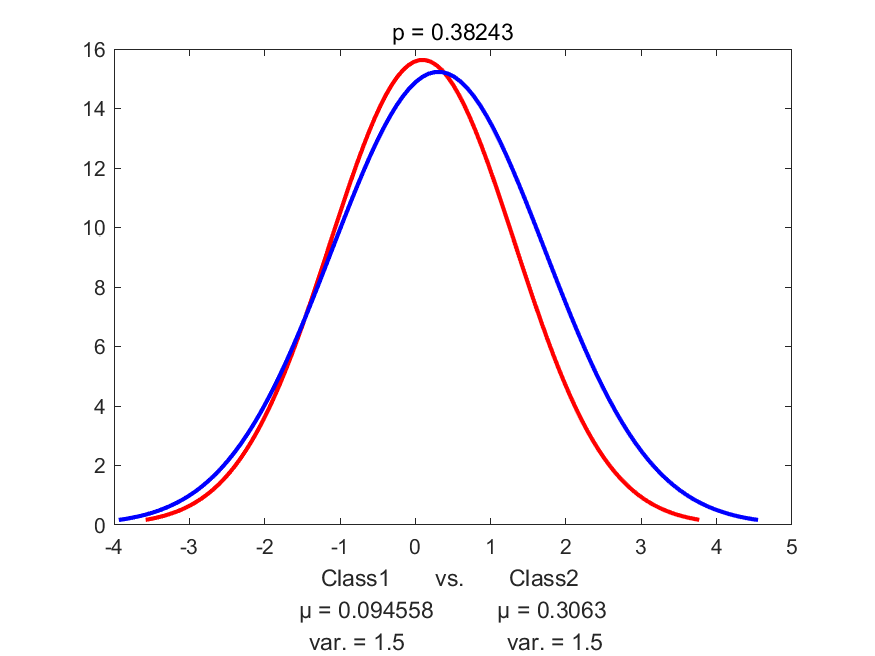 p = 0.38243
16
14
12
10
8
6
4
2
0
-4 -3 -2 -1 0 1 2 3 4 5
Class1 vs. Class2
μ = 0.094558 μ = 0.3063
var. = 1.5 var. = 1.5